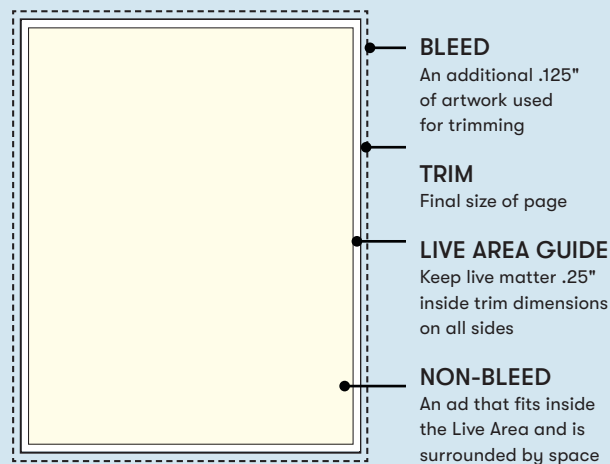 BLEED
An additional .125"
of artwork used
for trimming
TRIM
Final size of page
LIVE AREA GUIDE
Keep live matter .25"
inside trim dimensions
on all sides
NON-BLEED
An ad that fits inside
the Live Area and is
surrounded by space